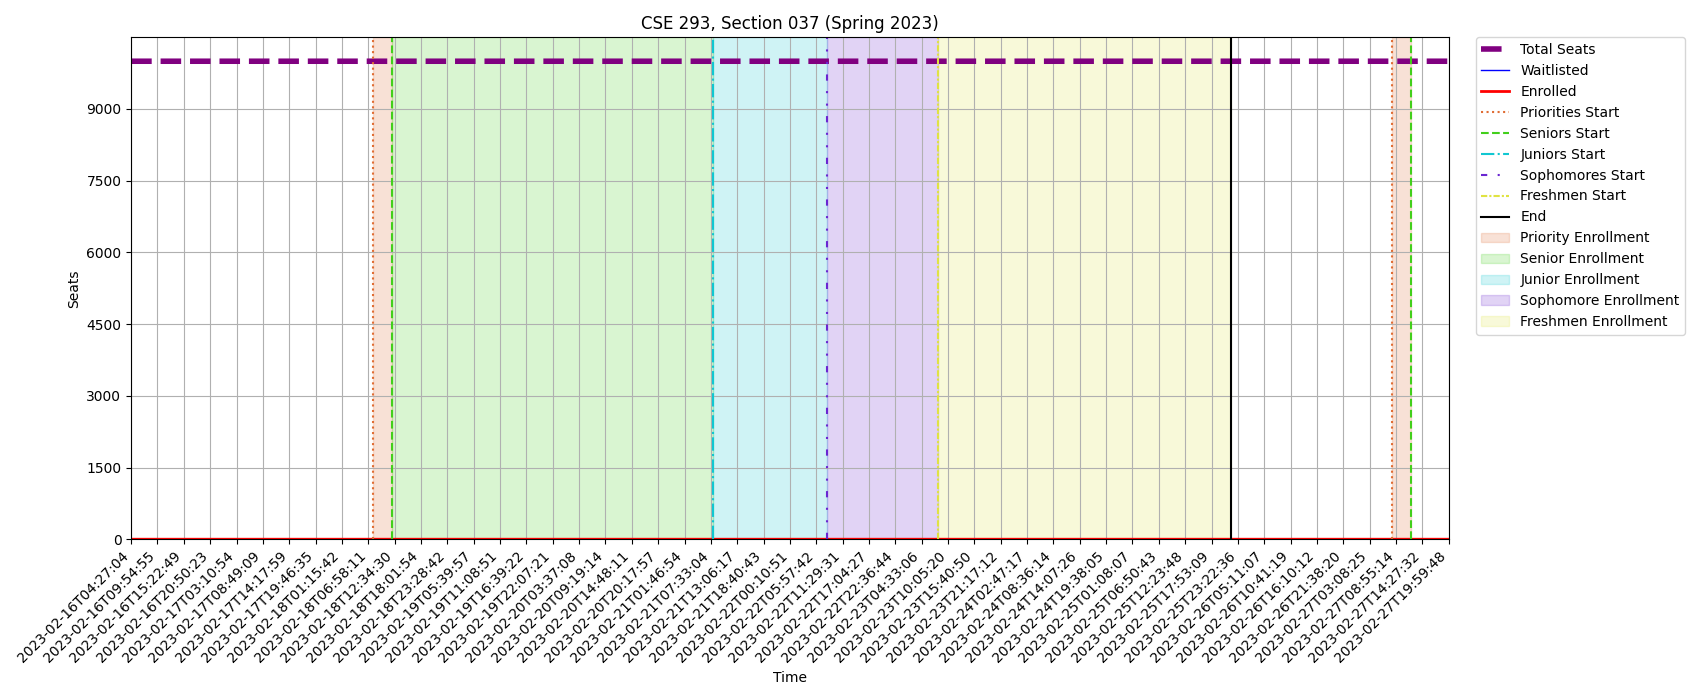 CSE 293, Section 037 (Spring 2023)
Total Seats
Waitlisted
Enrolled
Priorities Start
Seniors Start
Juniors Start
Sophomores Start
Freshmen Start
End
Priority Enrollment
Senior Enrollment
Junior Enrollment
Sophomore Enrollment
Freshmen Enrollment
Seats
9000
7500
6000
4500
3000
1500
0
2023-02-16T04:27:04
2023-02-16T09:54:55
2023-02-16T15:22:49
2023-02-16T20:50:23
2023-02-17T03:10:54
2023-02-17T08:49:09
2023-02-17T14:17:59
2023-02-17T19:46:35
2023-02-18T01:15:42
2023-02-18T06:58:11
2023-02-18T12:34:30
2023-02-18T18:01:54
2023-02-18T23:28:42
2023-02-19T05:39:57
2023-02-19T11:08:51
2023-02-19T16:39:22
2023-02-19T22:07:21
2023-02-20T03:37:08
2023-02-20T09:19:14
2023-02-20T14:48:11
2023-02-20T20:17:57
2023-02-21T01:46:54
2023-02-21T07:33:04
2023-02-21T13:06:17
2023-02-21T18:40:43
2023-02-22T00:10:51
2023-02-22T05:57:42
2023-02-22T11:29:31
2023-02-22T17:04:27
2023-02-22T22:36:44
2023-02-23T04:33:06
2023-02-23T10:05:20
2023-02-23T15:40:50
2023-02-23T21:17:12
2023-02-24T02:47:17
2023-02-24T08:36:14
2023-02-24T14:07:26
2023-02-24T19:38:05
2023-02-25T01:08:07
2023-02-25T06:50:43
2023-02-25T12:23:48
2023-02-25T17:53:09
2023-02-25T23:22:36
2023-02-26T05:11:07
2023-02-26T10:41:19
2023-02-26T16:10:12
2023-02-26T21:38:20
2023-02-27T03:08:25
2023-02-27T08:55:14
2023-02-27T14:27:32
2023-02-27T19:59:48
Time